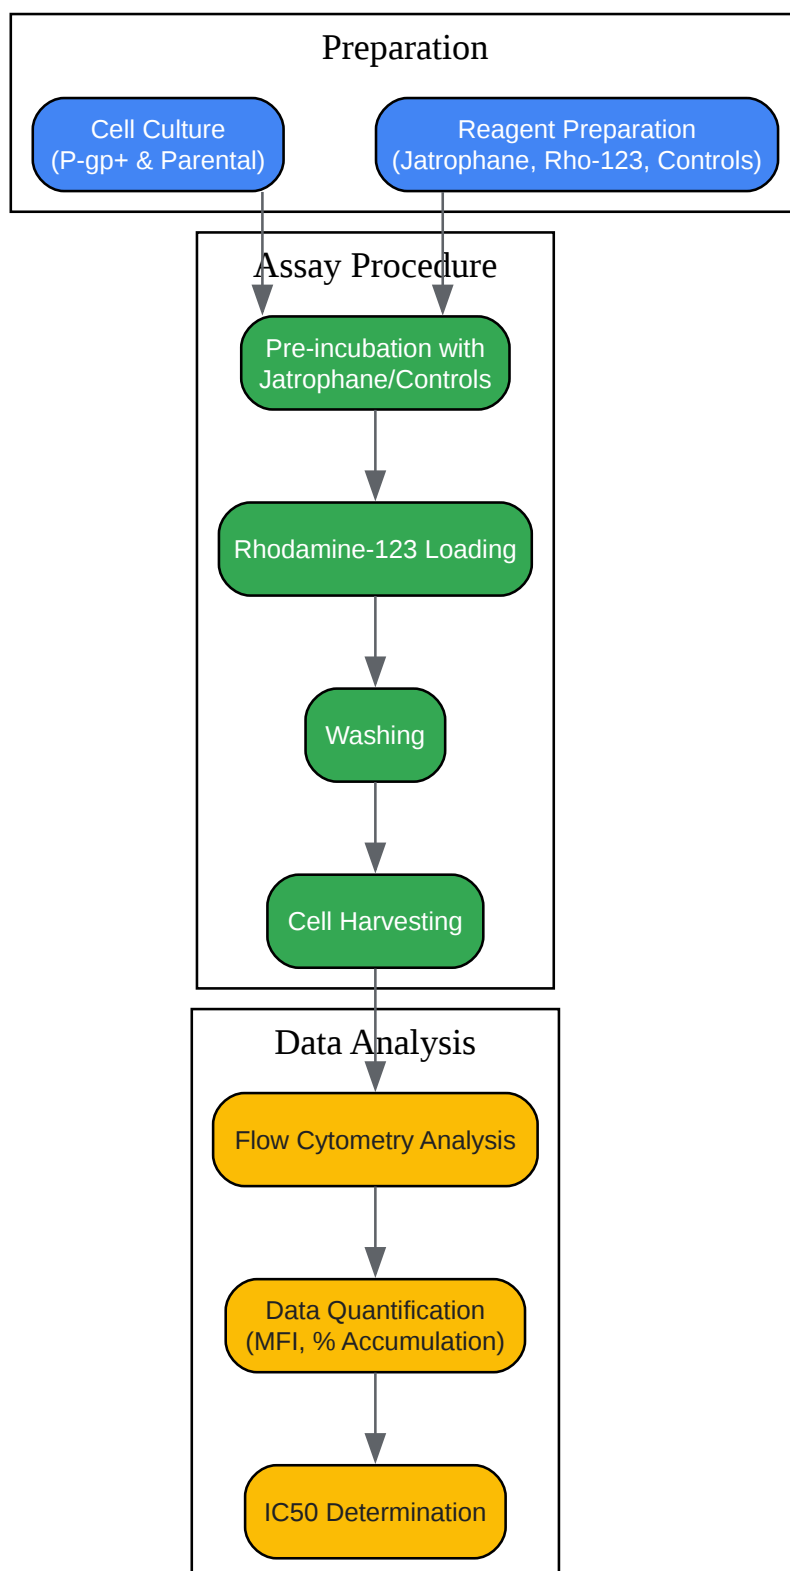 Preparation
Cell Culture
(P-gp+ & Parental)
Reagent Preparation
(Jatrophane, Rho-123, Controls)
Assay Procedure
Pre-incubation with
Jatrophane/Controls
Rhodamine-123 Loading
Washing
Cell Harvesting
Data Analysis
Flow Cytometry Analysis
Data Quantification
(MFI, % Accumulation)
IC50 Determination